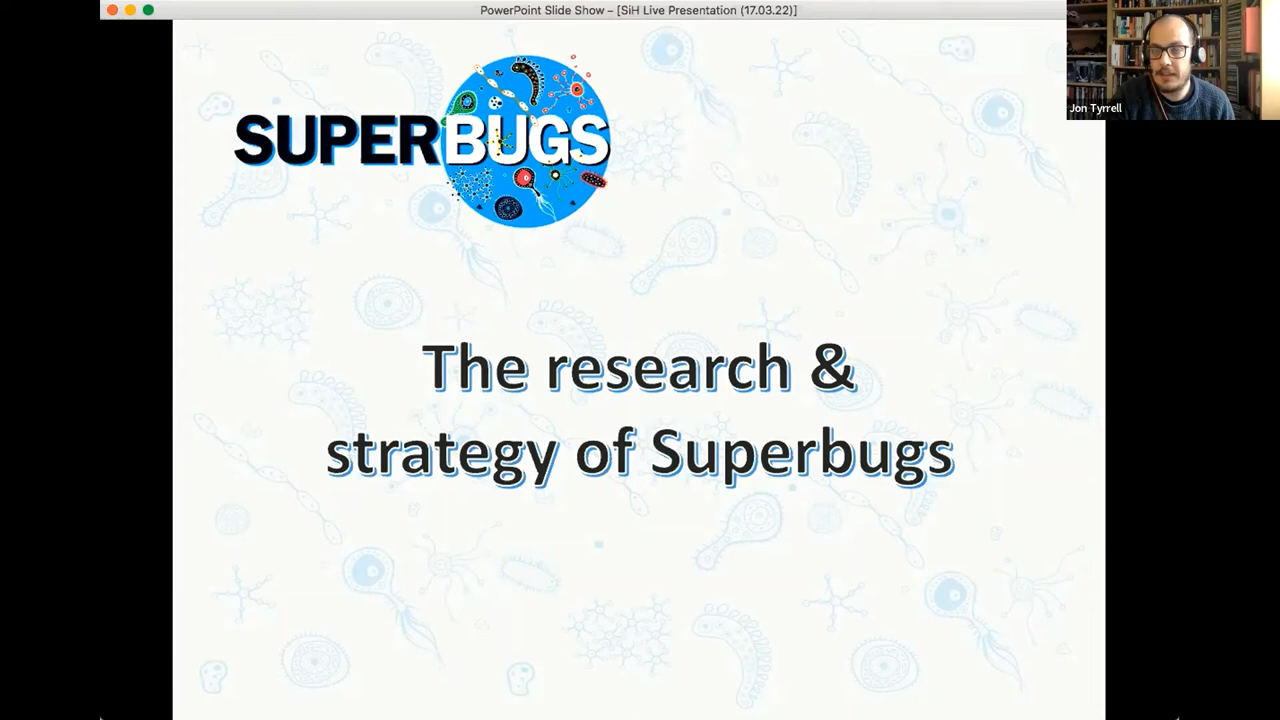 PowerPoint Slide Show – [SiH Live Presentation (17.03.22)]
Jon Tyrrell
SUPERBUGS
The research &
strategy of Superbugs